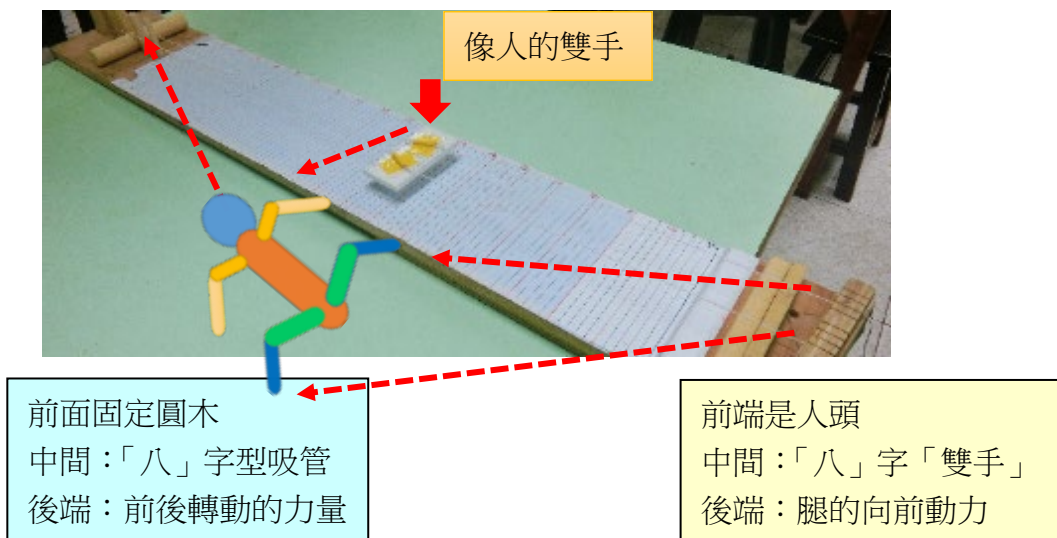 像人的雙手
前面固定圓木
中間：「八」字型吸管
後端：前後轉動的力量
前端是人頭
中間：「八」字「雙手」
後端：腿的向前動力